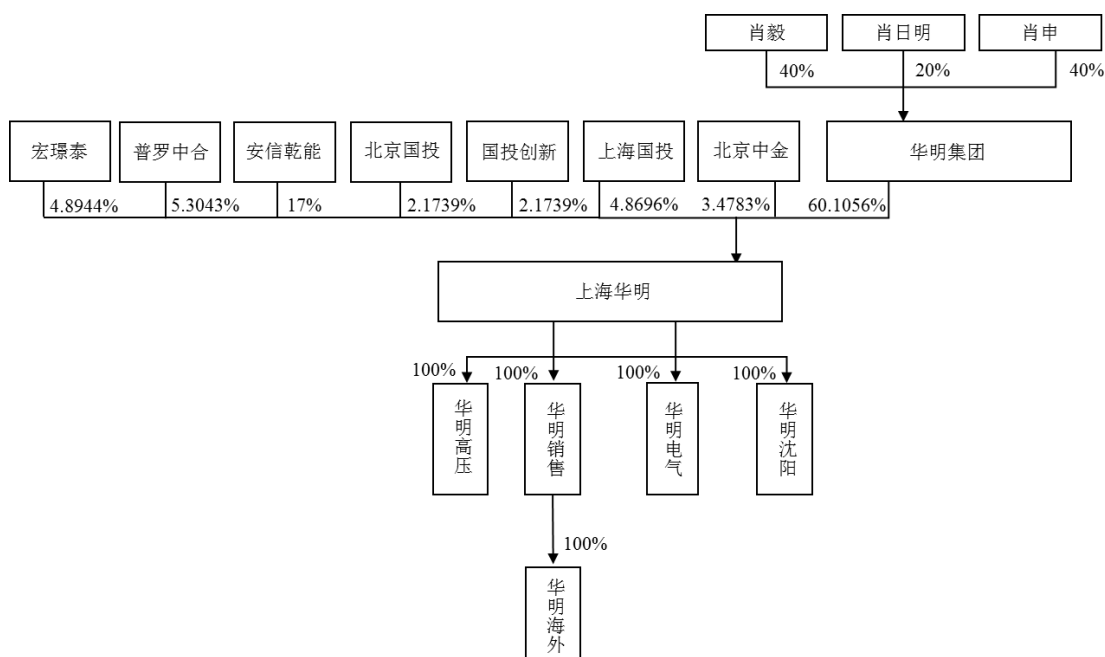 肖毅
肖日明
肖申
40%
20%
40%
宏璟泰
普罗中合
安信乾能
北京国投
国投创新
上海国投
北京中金
华明集团
4.8944%
5.3043%
17%
2.1739%
2.1739%
4.8696%
3.4783%
60.1056%
上海华明
100%
100%
100%
100%
华明高压
华明销售
华明电气
华明沈阳
100%
华明海外